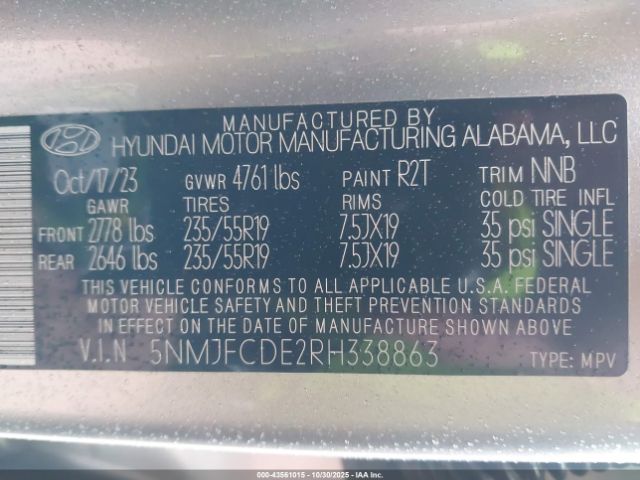 MANUFACTURED BY
HYUNDAI MOTOR MANUFACTURING ALABAMA, LLC
Oct/17/23 GVWR 4761 lbs PAINT R2T TRIM NNB
GAWR TIRES RIMS COLD TIRE INFL
FRONT 2778 lbs 235/55R19 7.5JX19 35 psi SINGLE
REAR 2646 lbs 235/55R19 7.5JX19 35 psi SINGLE
THIS VEHICLE CONFORMS TO ALL APPLICABLE U.S.A. FEDERAL
MOTOR VEHICLE SAFETY AND THEFT PREVENTION STANDARDS
IN EFFECT ON THE DATE OF MANUFACTURE SHOWN ABOVE
V.I.N 5NMJFCDE2RH338863 TYPE: MPV
000-43561015 - 10/30/2025 - IAAI.COM